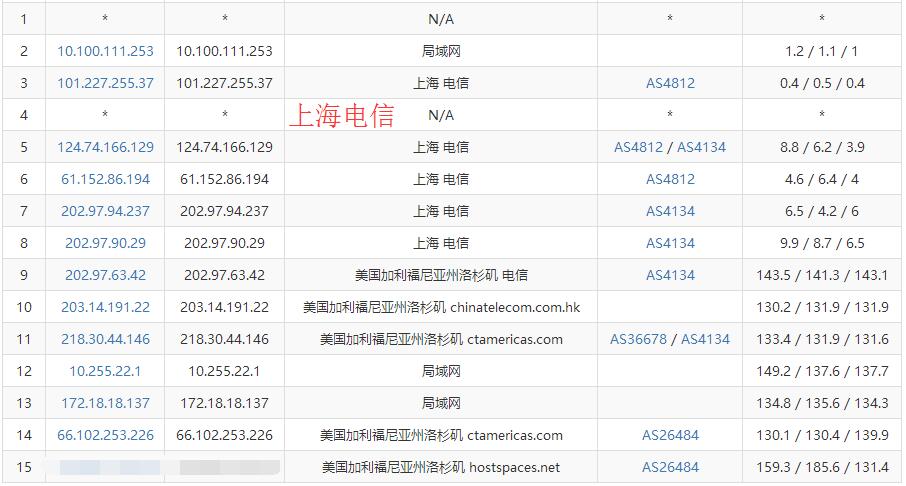 1 * * N/A * *
2 10.100.111.253 10.100.111.253 局域网 1.2 / 1.1 / 1
3 101.227.255.37 101.227.255.37 上海 电信 AS4812 0.4 / 0.5 / 0.4
4 * * 上海电信 N/A * *
5 124.74.166.129 124.74.166.129 上海 电信 AS4812 / AS4134 8.8 / 6.2 / 3.9
6 61.152.86.194 61.152.86.194 上海 电信 AS4812 4.6 / 6.4 / 4
7 202.97.94.237 202.97.94.237 上海 电信 AS4134 6.5 / 4.2 / 6
8 202.97.90.29 202.97.90.29 上海 电信 AS4134 9.9 / 8.7 / 6.5
9 202.97.63.42 202.97.63.42 美国加利福尼亚州洛杉矶 电信 AS4134 143.5 / 141.3 / 143.1
10 203.14.191.22 203.14.191.22 美国加利福尼亚州洛杉矶 chinatelecom.com.hk 130.2 / 131.9 / 131.9
11 218.30.44.146 218.30.44.146 美国加利福尼亚州洛杉矶 ctamericas.com AS36678 / AS4134 133.4 / 131.9 / 131.6
12 10.255.22.1 10.255.22.1 局域网 149.2 / 137.6 / 137.7
13 172.18.18.137 172.18.18.137 局域网 134.8 / 135.6 / 134.3
14 66.102.253.226 66.102.253.226 美国加利福尼亚州洛杉矶 ctamericas.com AS26484 130.1 / 130.4 / 139.9
15 美国加利福尼亚州洛杉矶 hostspaces.net AS26484 159.3 / 185.6 / 131.4